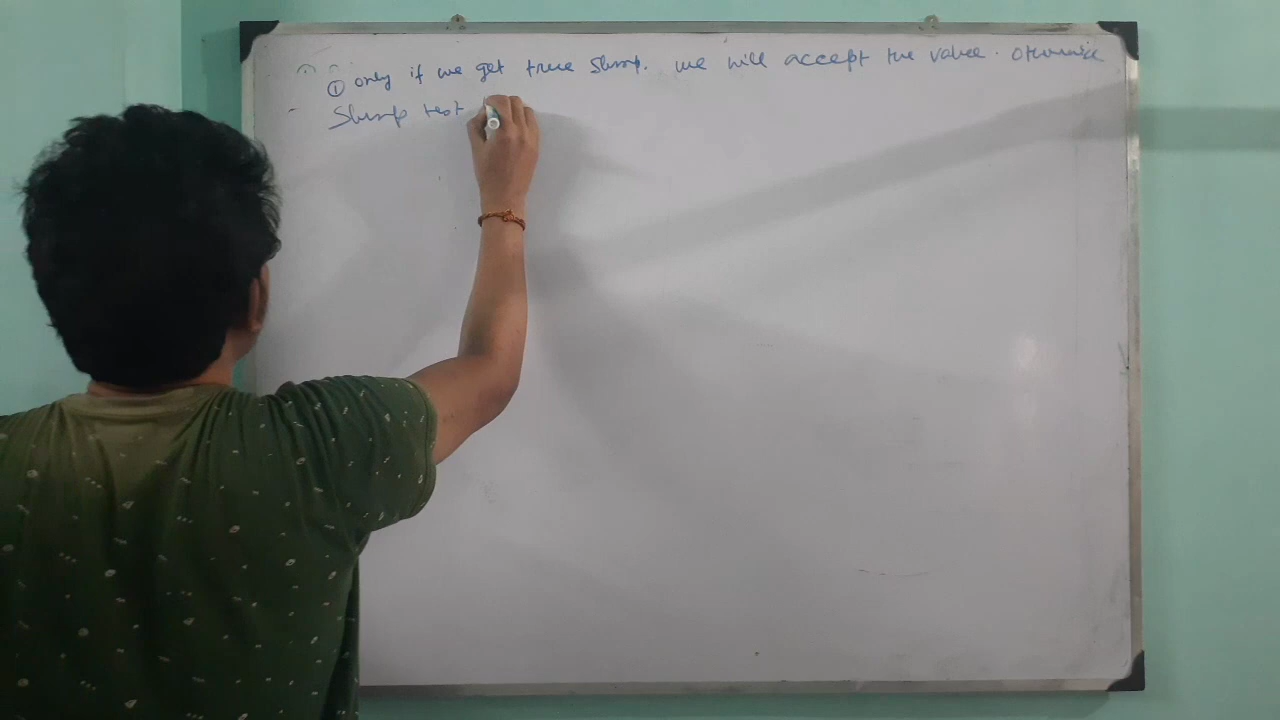 ① only if we get true slump. we will accept the value. otherwise
Slump test